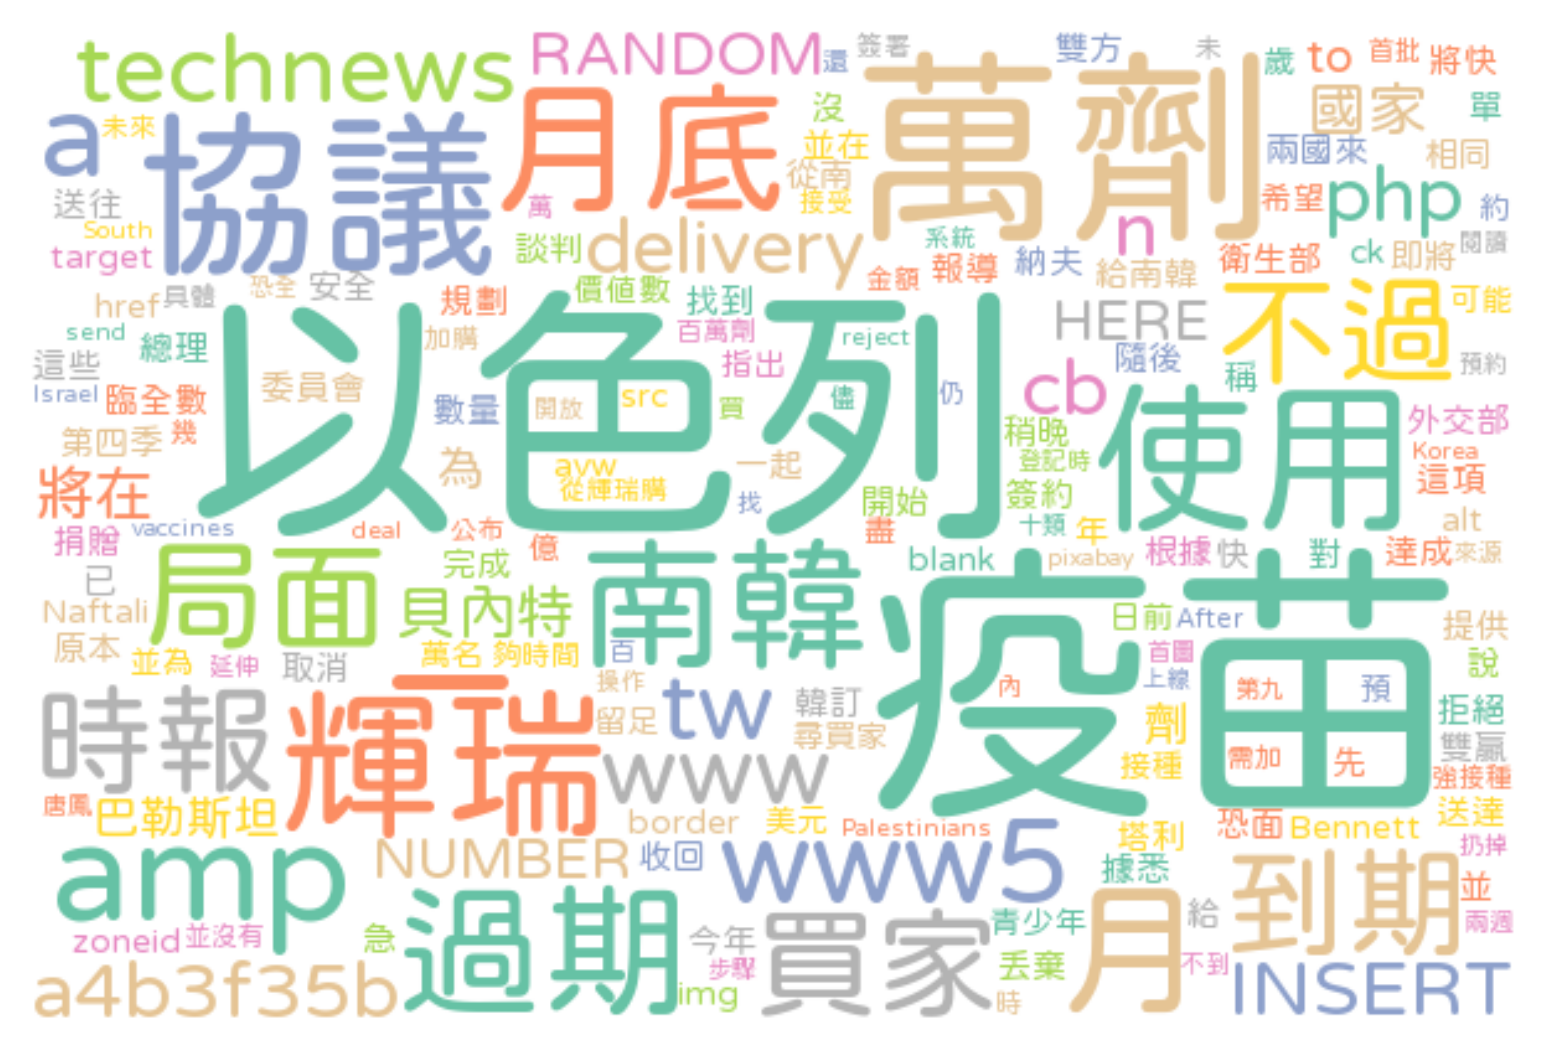 technews
RANDOM
還
簽署
雙方
未
歲
to
首批
將快
a
未來
協議
月底
沒
並在
從南
接受
萬劑
國家
單
兩國來
相同
希望
php
約
送往
South
target
萬
談判
delivery
系統
金額
報導
納夫
n
給南韓
衛生部
ck
即將
閱讀
href
具體
恐全
安全
規劃
價值數
找到
HERE
不過
可能
send
總理
加購
百萬劑
reject
指出
隨後
預約
這些
Israel
臨全數
委員會
數量
開放
src
買
儘
仍
cb
稱
外交部
第四季
幾
以色列
使用
稍晚
登記時
Korea
這項
將在
為
avw
從輝瑞購
一起
找
開始
簽約
vaccines
deal
公布
億
盡
十類
年
alt
捐贈
已
局面
完成
南韓
blank
pixabay
根據
快
對
達成
來源
Naftali
貝內特
日前
After
提供
原本
並為
延伸
取消
萬名
夠時間
百
疫苗
首圖
上線
說
時報
輝瑞
操作
留足
tw
韓訂
尋買家
內
第九
預
拒絕
劑
雙贏
www
接種
需加
先
強接種
唐鳳
巴勒斯坦
border
美元
Palestinians
塔利
恐面
Bennett
送達
amp
NUMBER
收回
www5
據悉
扔掉
到期
並
zoneid
並沒有
急
過期
今年
買家
青少年
月
給
兩週
a4b3f35b
步驟
img
時
丟棄
不到
INSERT